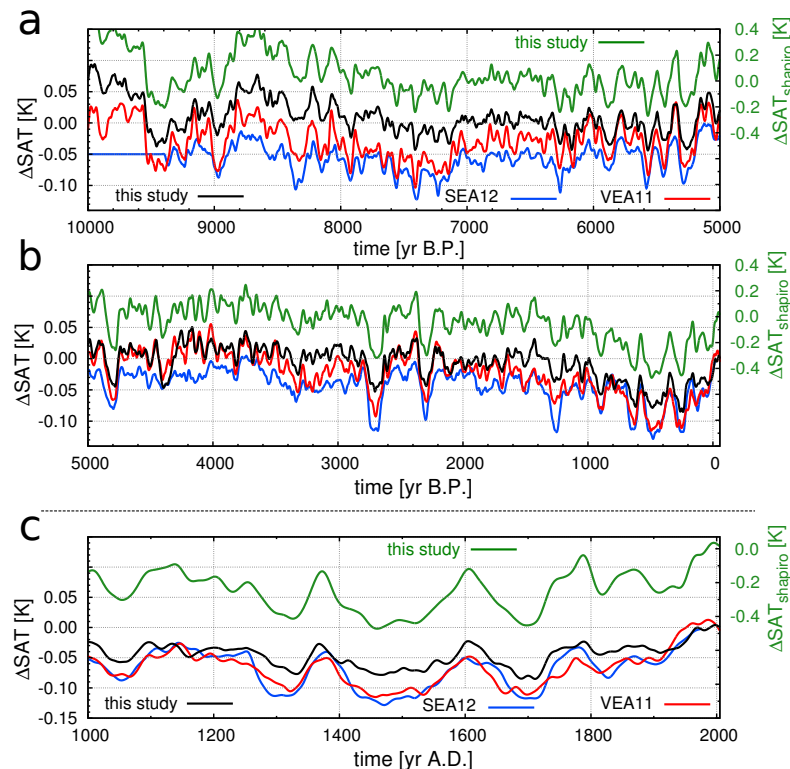 a
this study
0.4
0.2
0.0
-0.2
-0.4
ΔSATshapiro [K]
0.05
0.00
-0.05
-0.10
ΔSAT [K]
this study
SEA12
VEA11
10000 9000 8000 7000 6000 5000
time [yr B.P.]
b
0.4
0.2
0.0
-0.2
-0.4
ΔSATshapiro [K]
0.05
0.00
-0.05
-0.10
ΔSAT [K]
5000 4000 3000 2000 1000 0
time [yr B.P.]
c
this study
0.0
-0.2
-0.4
ΔSATshapiro [K]
0.05
0.00
-0.05
-0.10
-0.15
ΔSAT [K]
this study
SEA12
VEA11
1000 1200 1400 1600 1800 2000
time [yr A.D.]